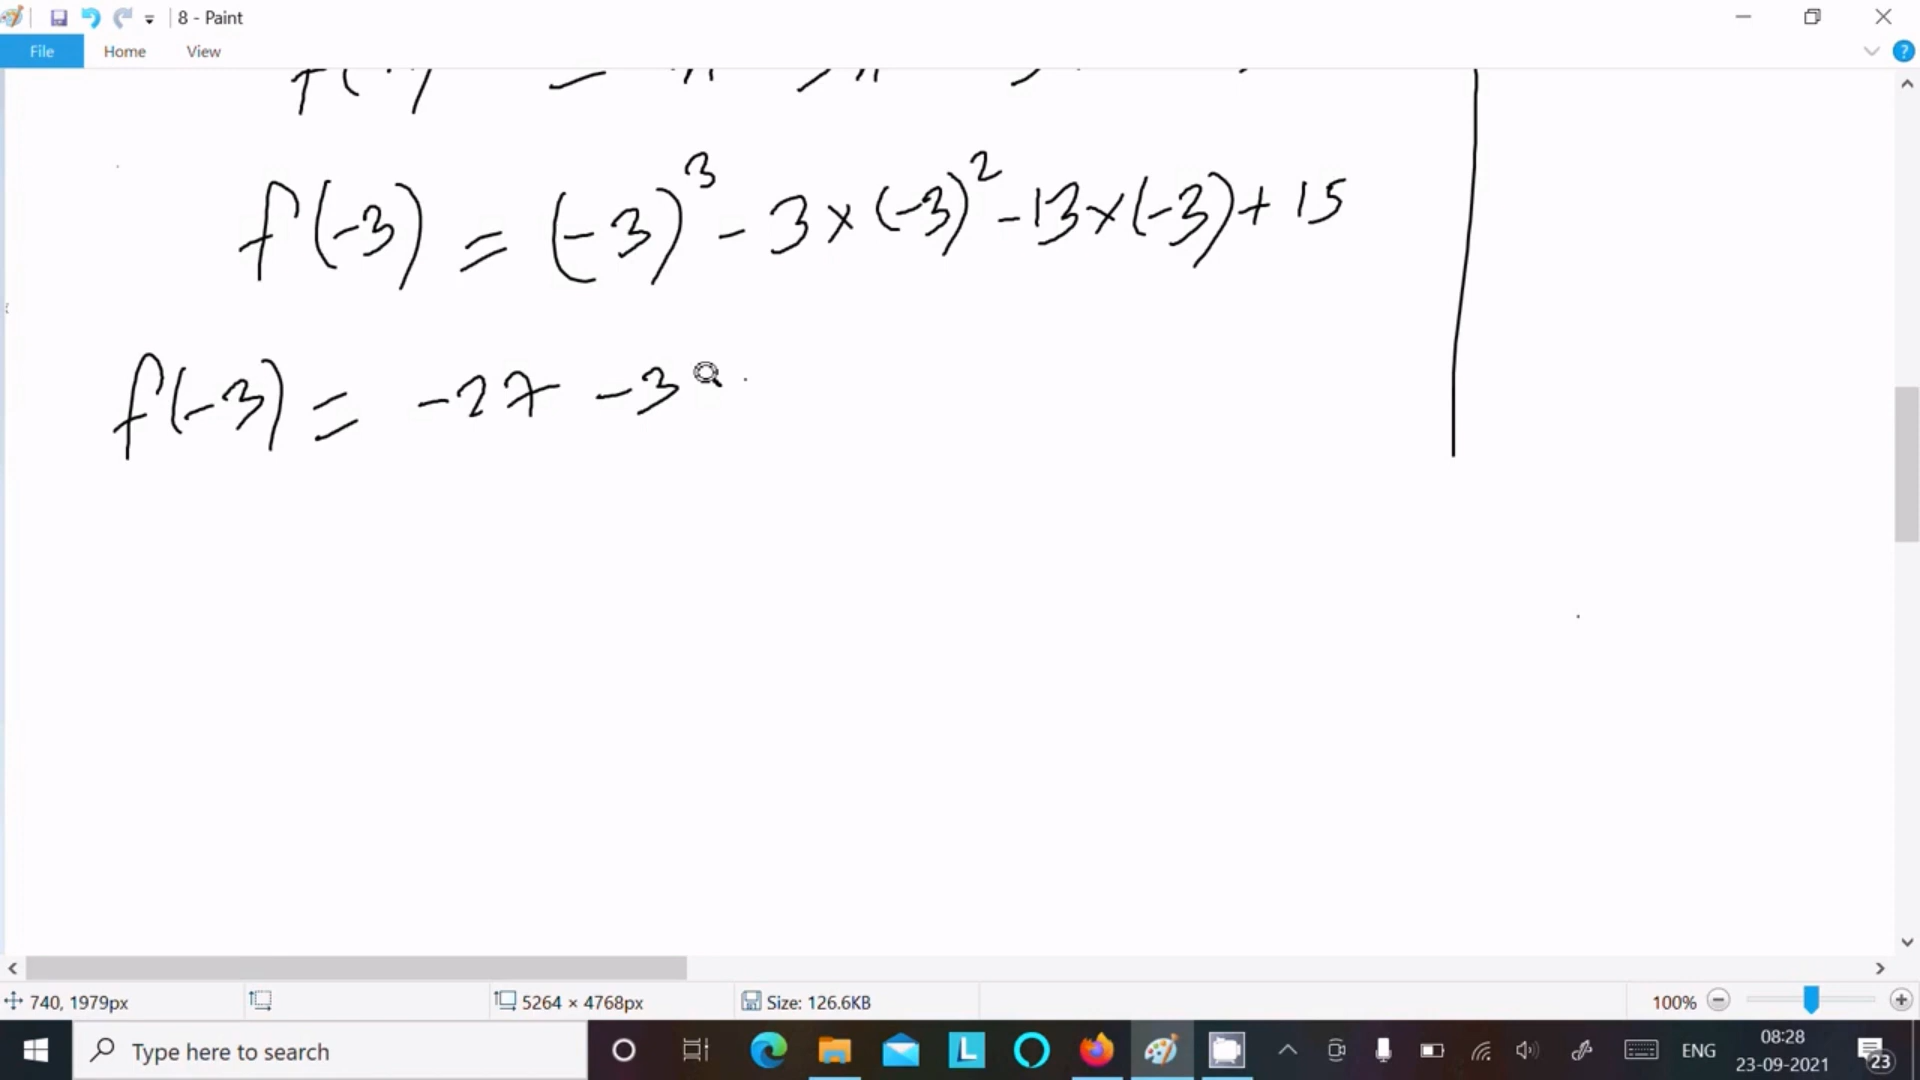 8 - Paint
File Home View
f(-3) = (-3)³ - 3 × (-3)² - 13 × (-3) + 15
f(-3) = -27 -3
740, 1979px 5264 × 4768px Size: 126.6KB 100%
Type here to search
L
ENG
08:28
23-09-2021
23